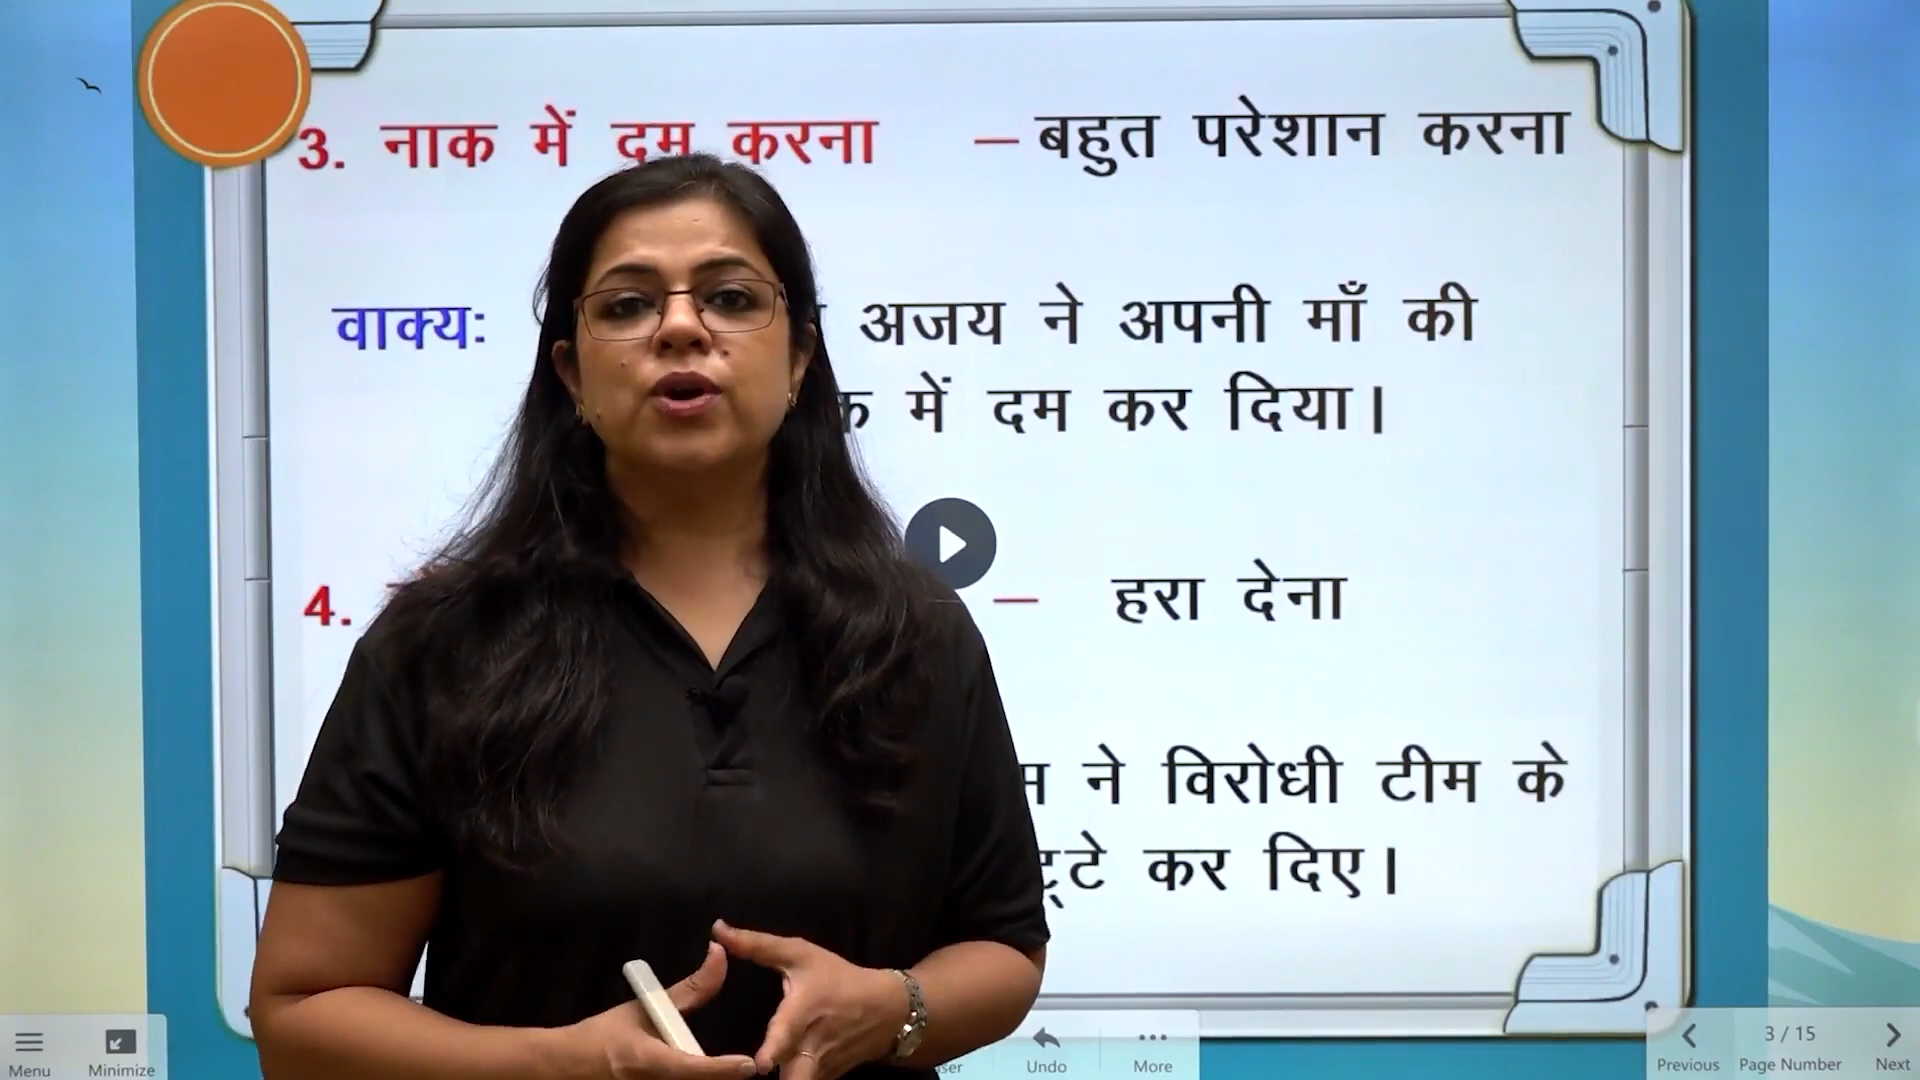 3. नाक में दम करना – बहुत परेशान करना
वाक्य: अजय ने अपनी माँ की
में दम कर दिया।
4. – हरा देना
ने विरोधी टीम के
कर दिए।
Menu Minimize Undo More Previous Page Number Next
3 / 15